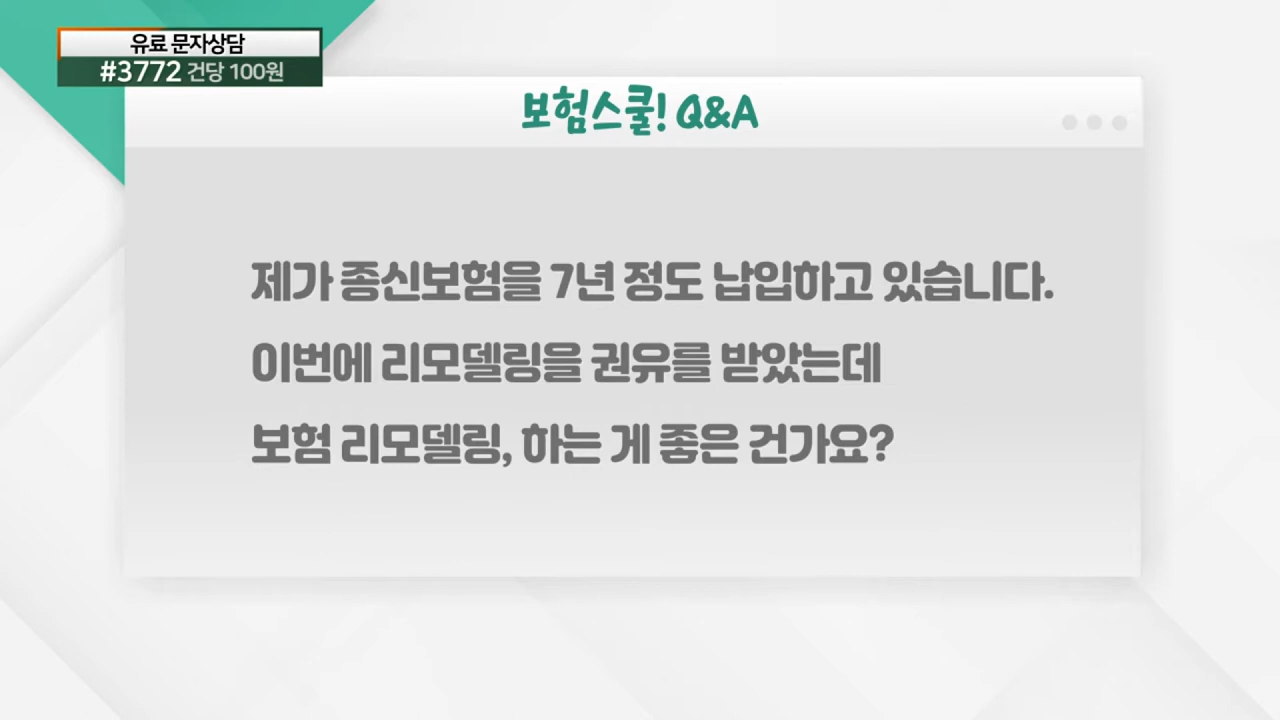 유료 문자상담
#3772 건당 100원
보험스쿨! Q&A
제가 종신보험을 7년 정도 납입하고 있습니다.
이번에 리모델링을 권유를 받았는데
보험 리모델링, 하는 게 좋은 건가요?